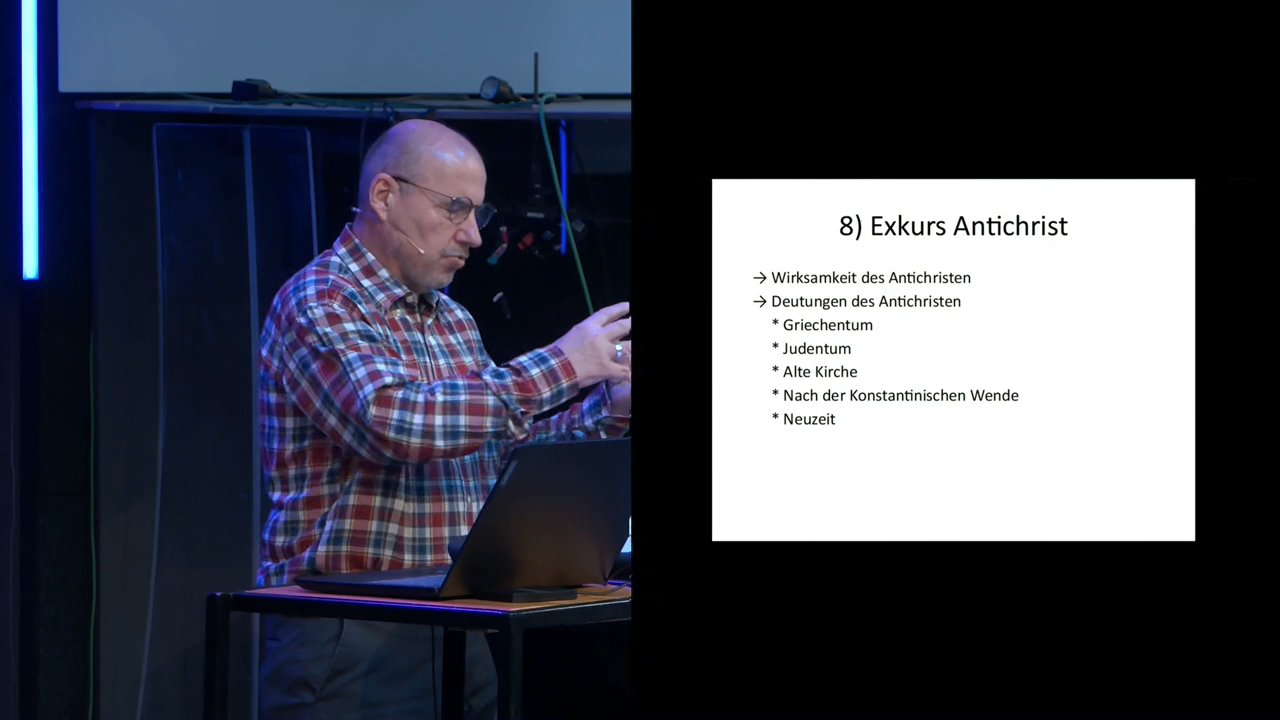 8) Exkurs Antichrist
→ Wirksamkeit des Antichristen
→ Deutungen des Antichristen
* Griechentum
* Judentum
* Alte Kirche
* Nach der Konstantinischen Wende
* Neuzeit